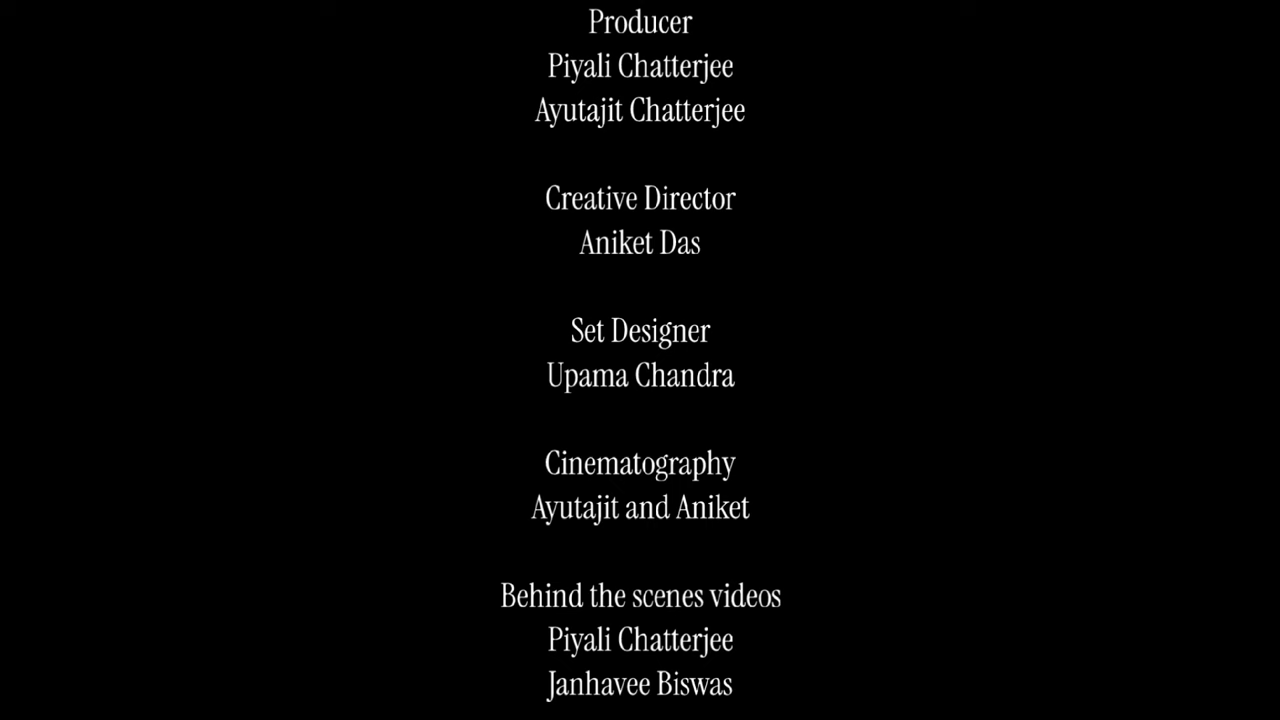 Producer
Piyali Chatterjee
Ayutajit Chatterjee
Creative Director
Aniket Das
Set Designer
Upama Chandra
Cinematography
Ayutajit and Aniket
Behind the scenes videos
Piyali Chatterjee
Janhavee Biswas